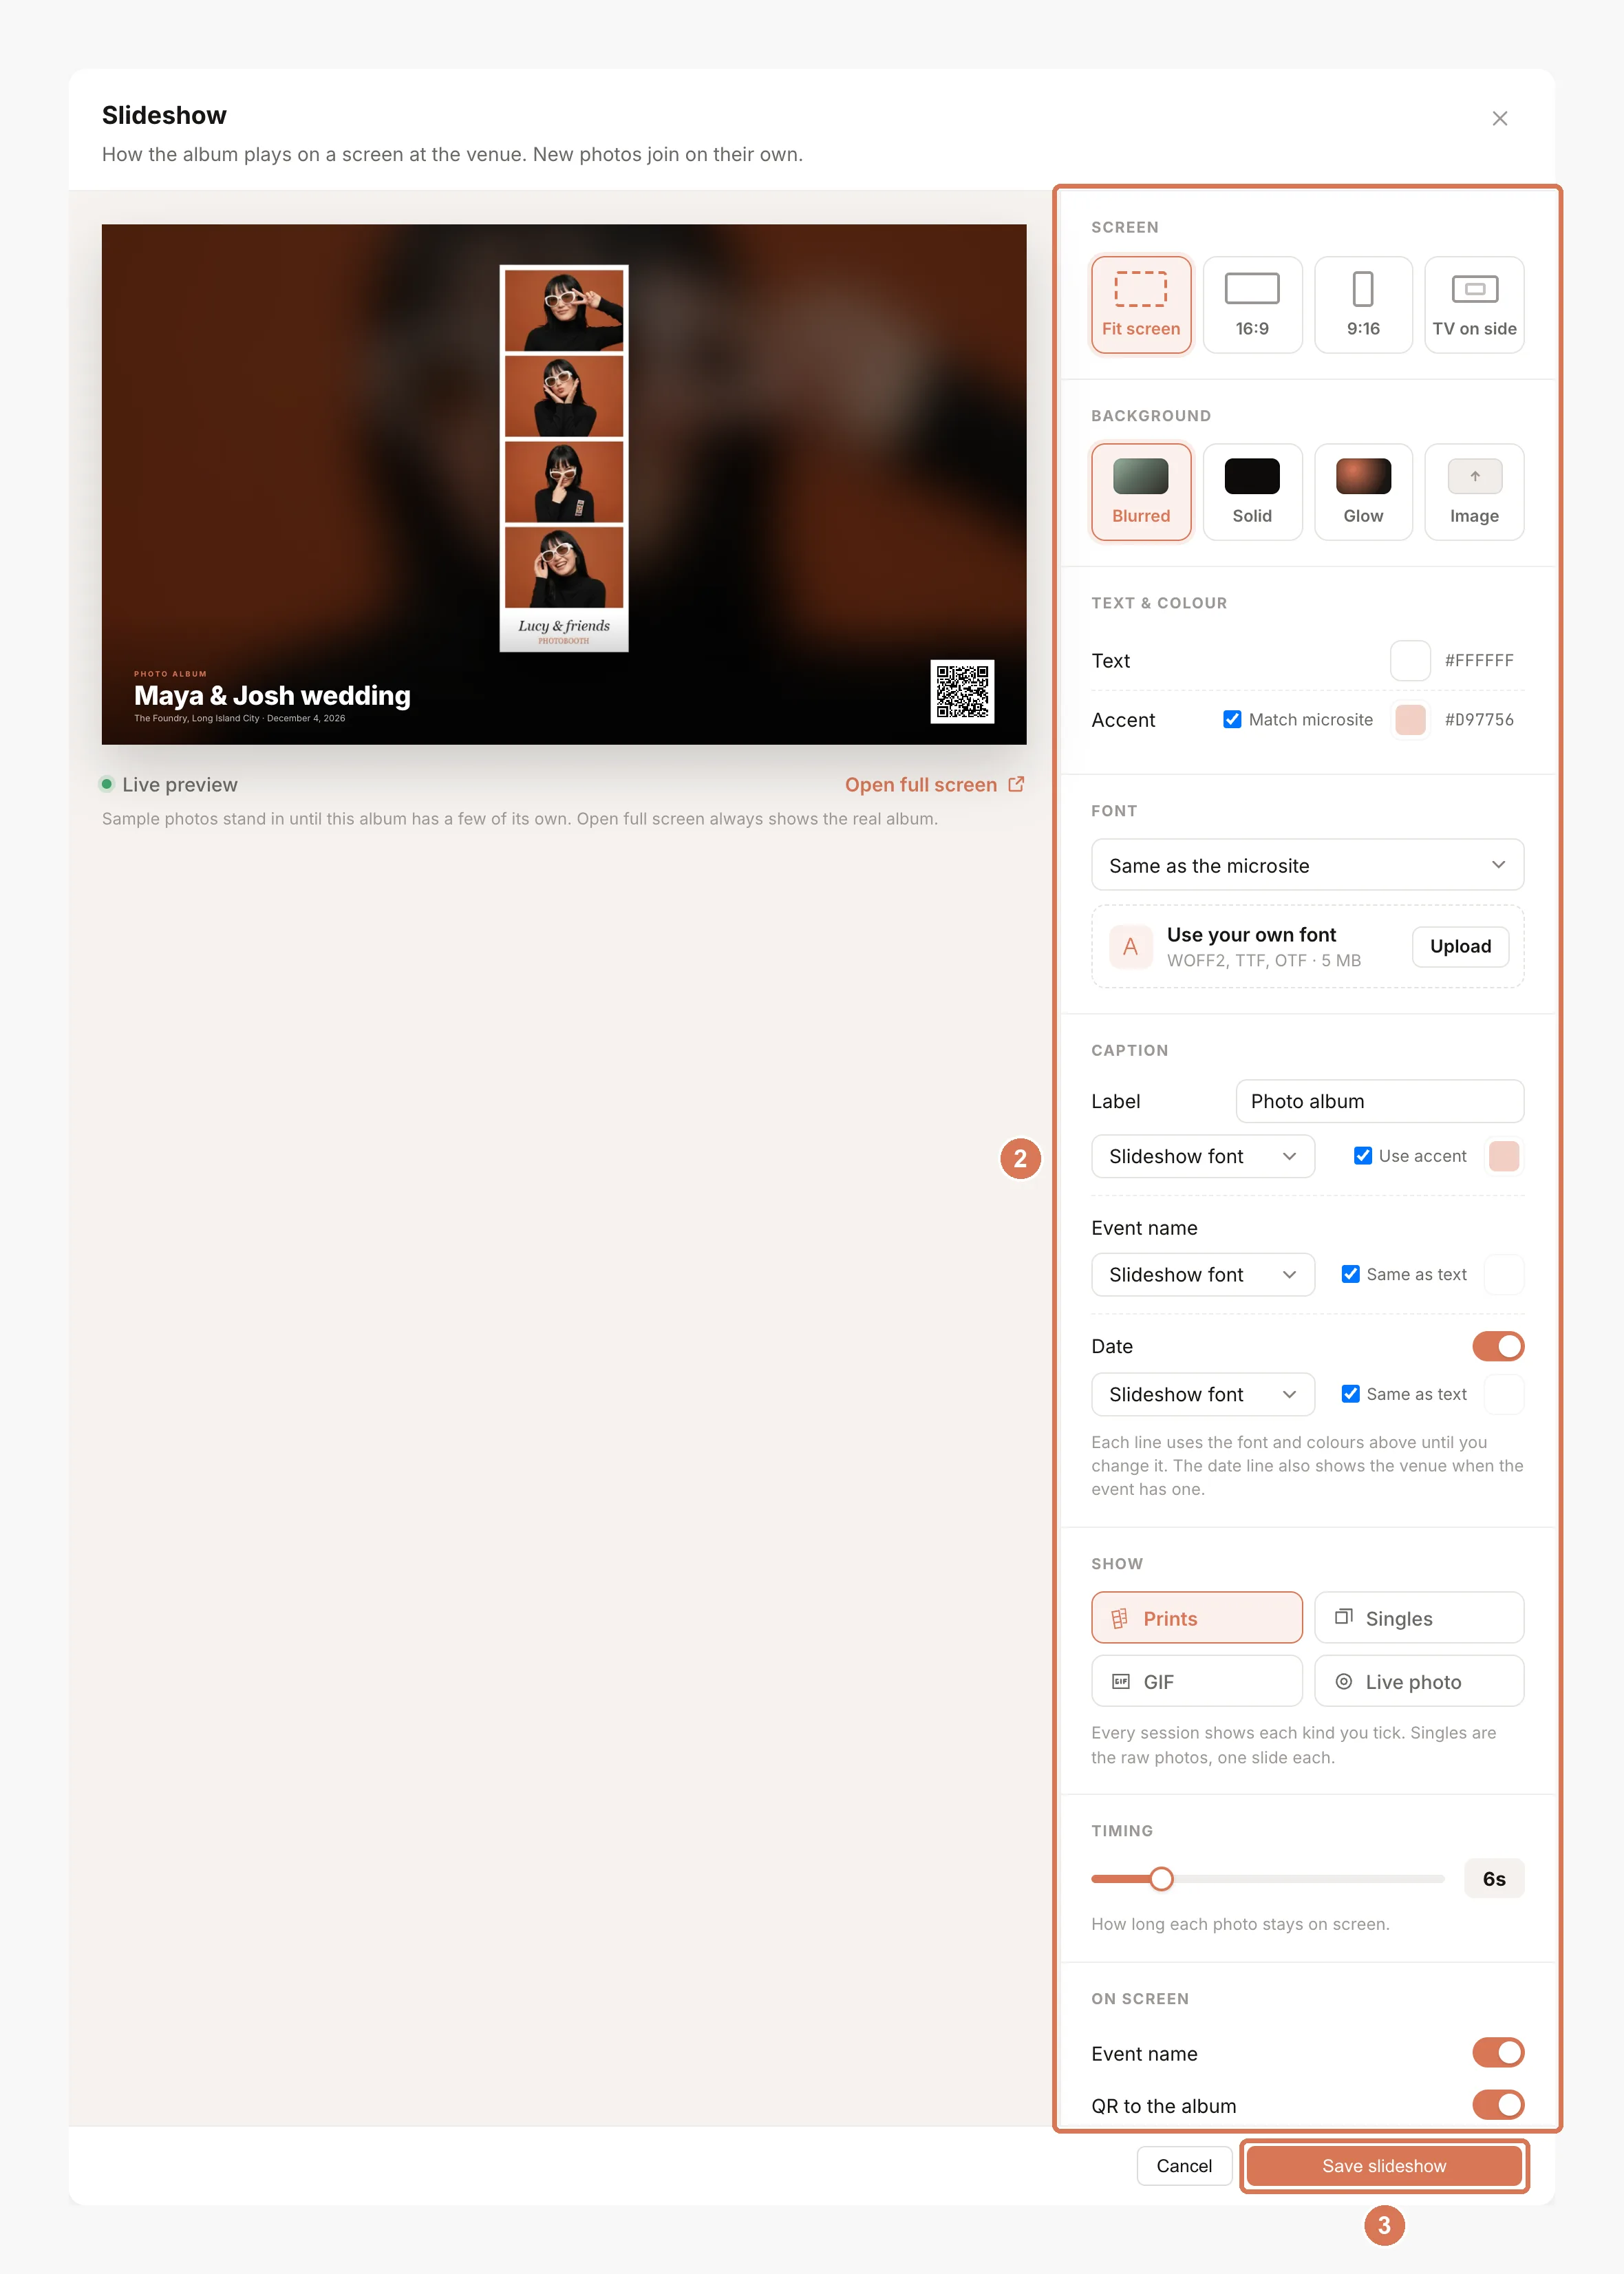 Slideshow
How the album plays on a screen at the venue. New photos join on their own.
Lucy & friends
PHOTOBOOTH
PHOTO ALBUM
Maya & Josh wedding
The Foundry, Long Island City · December 4, 2026
Live preview
Open full screen
Sample photos stand in until this album has a few of its own. Open full screen always shows the real album.
SCREEN
Fit screen
16:9
9:16
TV on side
BACKGROUND
Blurred
Solid
Glow
Image
TEXT & COLOUR
Text
#FFFFFF
Accent
Match microsite
#D97756
FONT
Same as the microsite
A
Use your own font
WOFF2, TTF, OTF · 5 MB
Upload
CAPTION
Label
Photo album
Slideshow font
Use accent
2
Event name
Slideshow font
Same as text
Date
Slideshow font
Same as text
Each line uses the font and colours above until you
change it. The date line also shows the venue when the
event has one.
SHOW
Prints
Singles
GIF
GIF
Live photo
Every session shows each kind you tick. Singles are
the raw photos, one slide each.
TIMING
6s
How long each photo stays on screen.
ON SCREEN
Event name
QR to the album
Cancel
Save slideshow
3